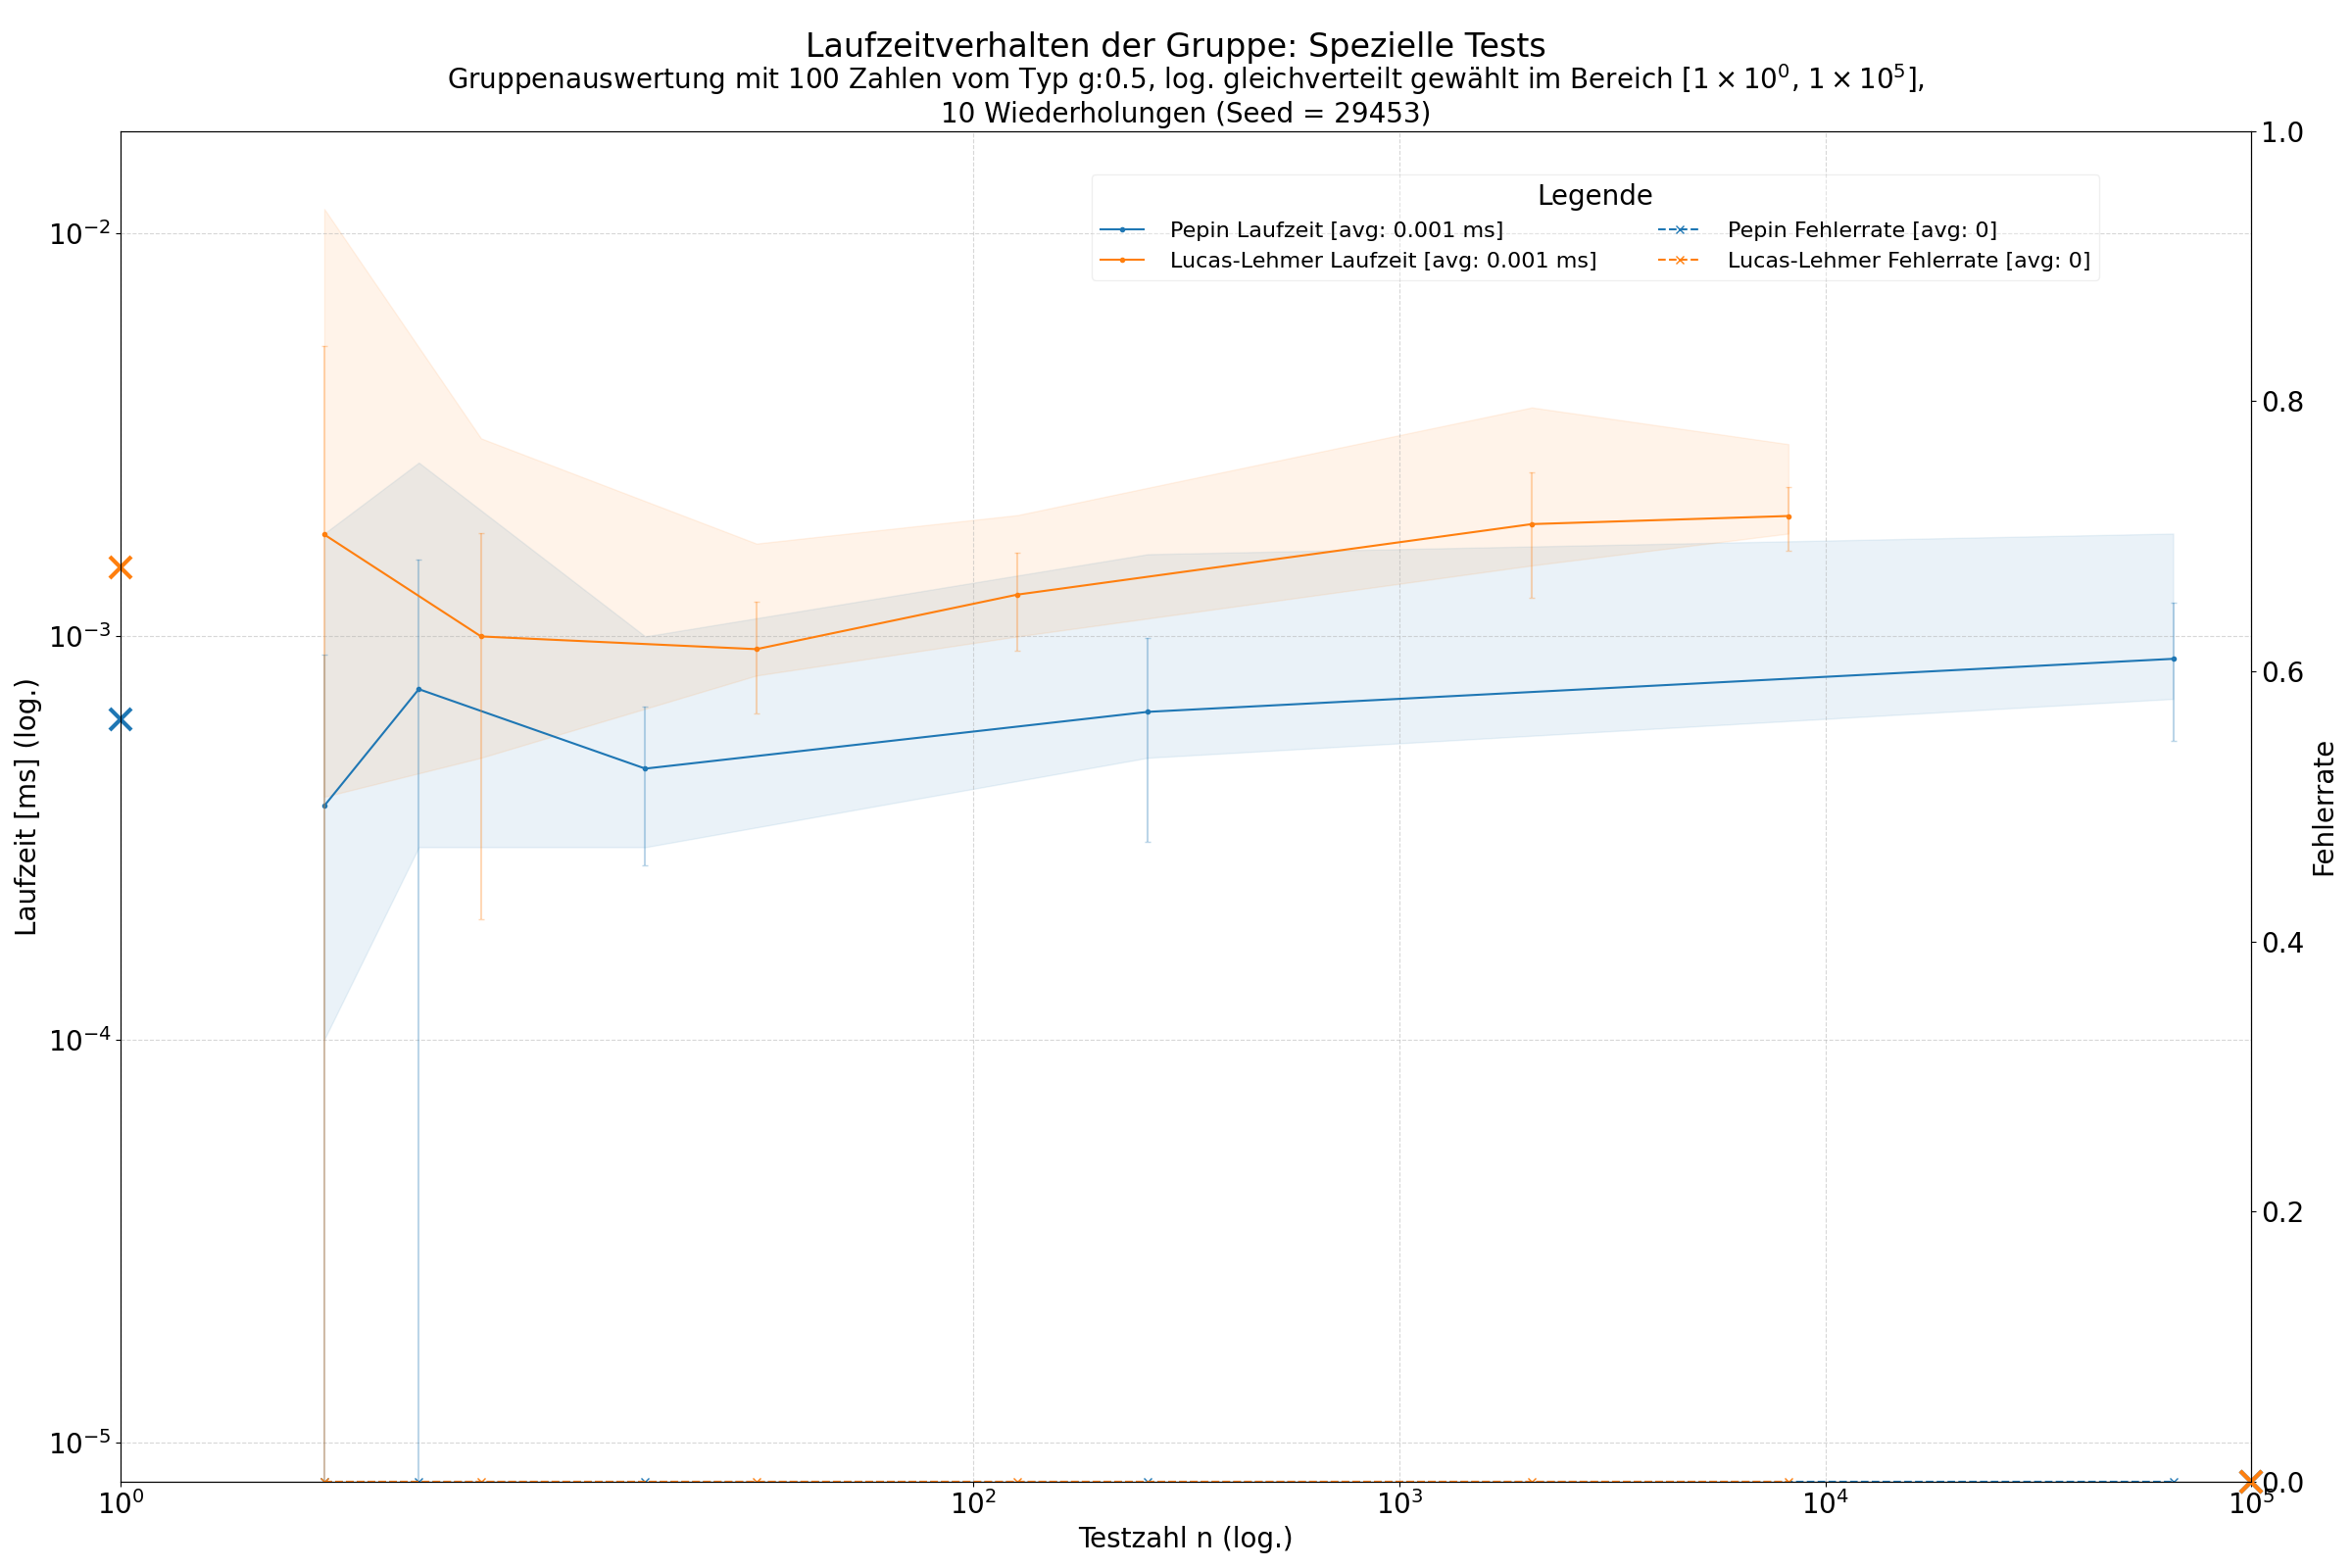 Laufzeitverhalten der Gruppe: Spezielle Tests
Gruppenauswertung mit 100 Zahlen vom Typ g:0.5, log. gleichverteilt gewählt im Bereich [1 × 10⁰, 1 × 10⁵],
10 Wiederholungen (Seed = 29453)
Legende
Pepin Laufzeit [avg: 0.001 ms]
Lucas-Lehmer Laufzeit [avg: 0.001 ms]
Pepin Fehlerrate [avg: 0]
Lucas-Lehmer Fehlerrate [avg: 0]
Laufzeit [ms] (log.)
10⁻²
10⁻³
10⁻⁴
10⁻⁵
1.0
0.8
0.6
0.4
0.2
0.0
Fehlerrate
10⁰
10²
10³
10⁴
10⁵
Testzahl n (log.)